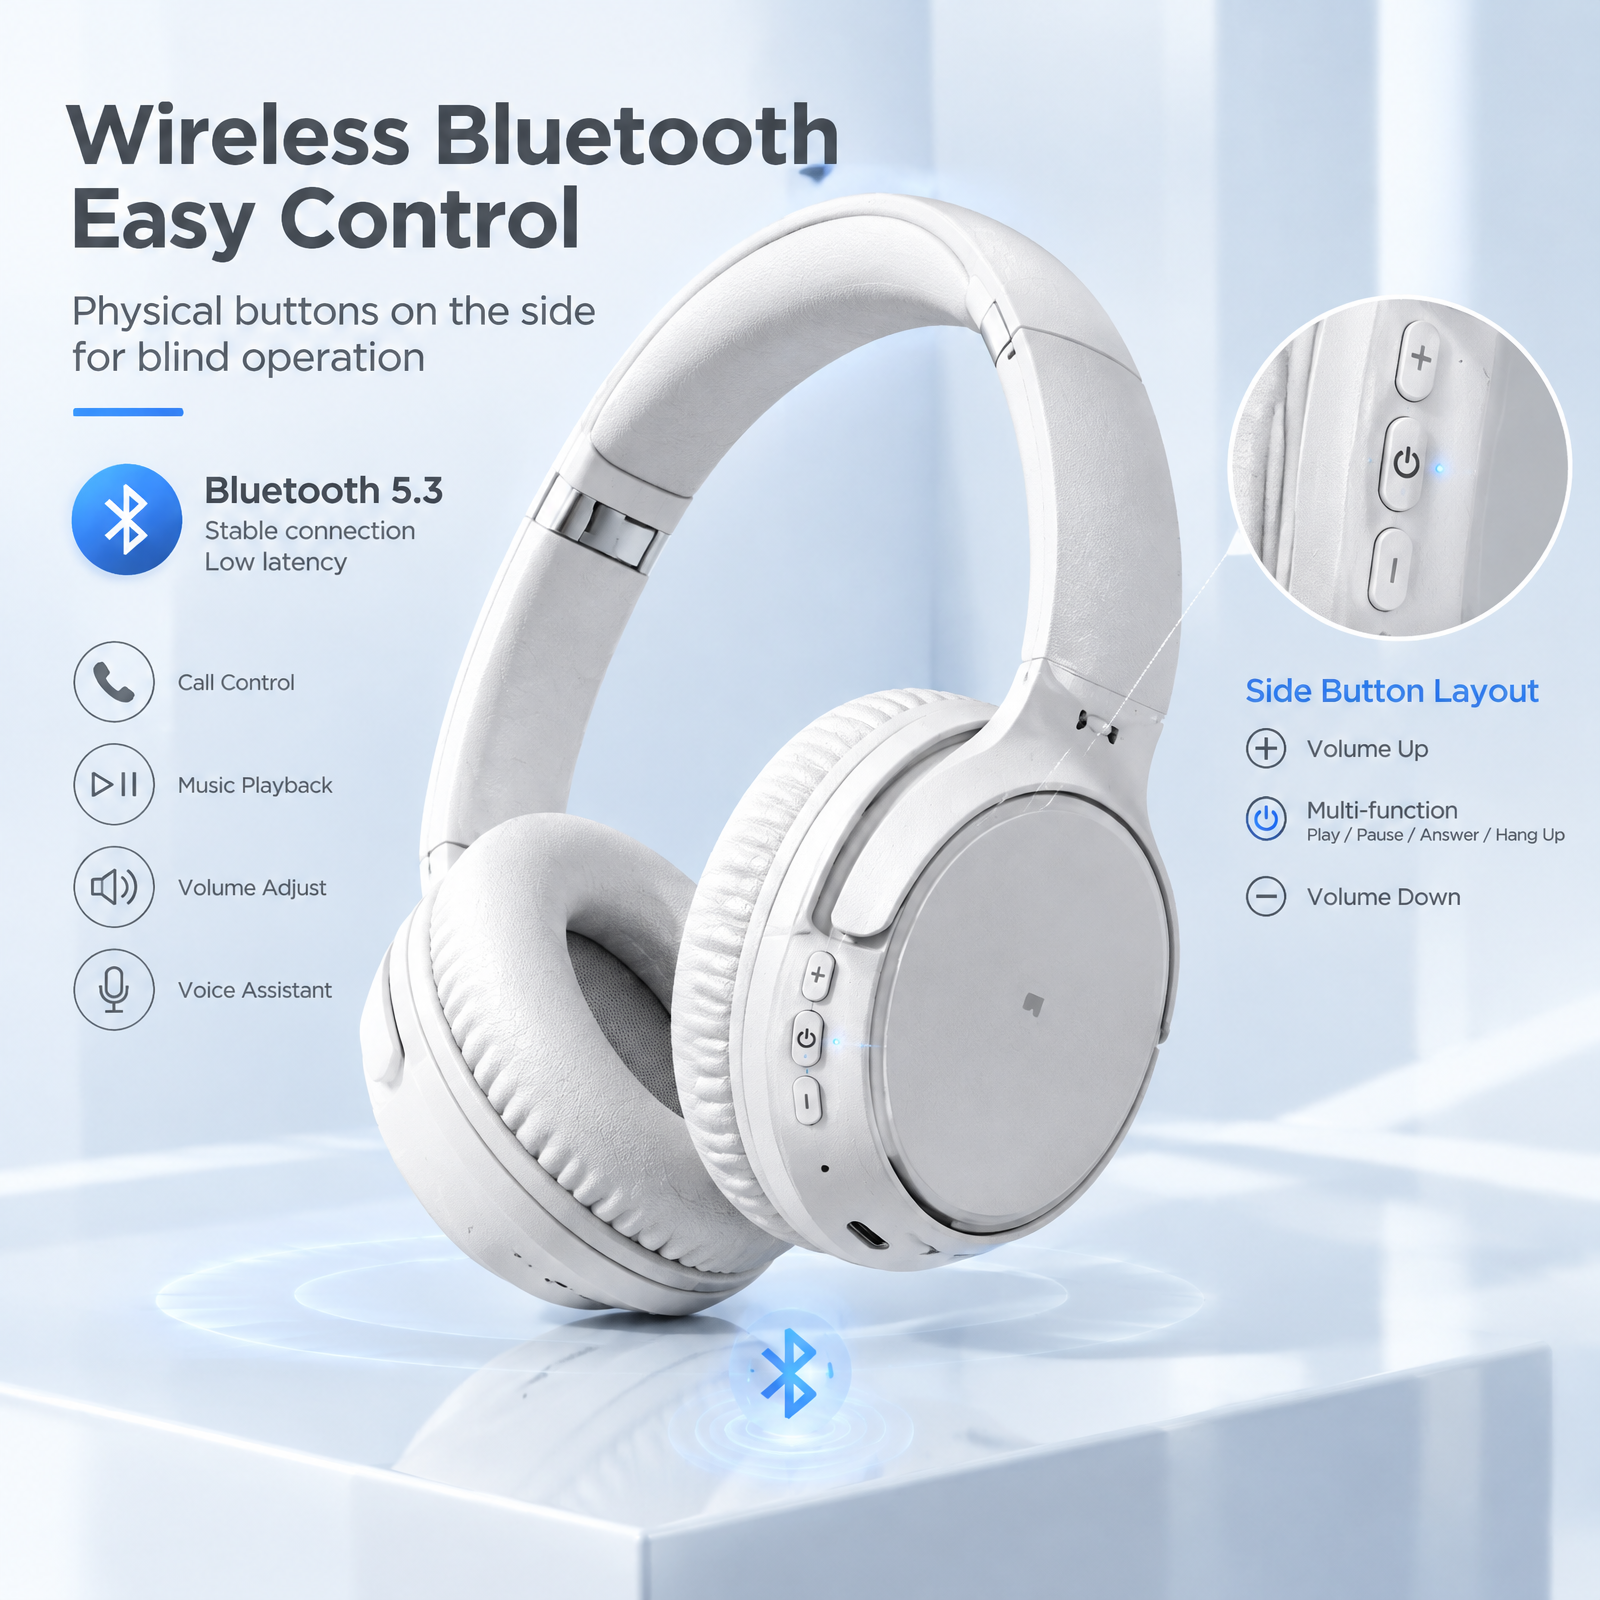 Wireless Bluetooth
Easy Control
Physical buttons on the side
for blind operation
Bluetooth 5.3
Stable connection
Low latency
Call Control
Music Playback
Volume Adjust
Voice Assistant
Side Button Layout
Volume Up
Multi-function
Play / Pause / Answer / Hang Up
Volume Down